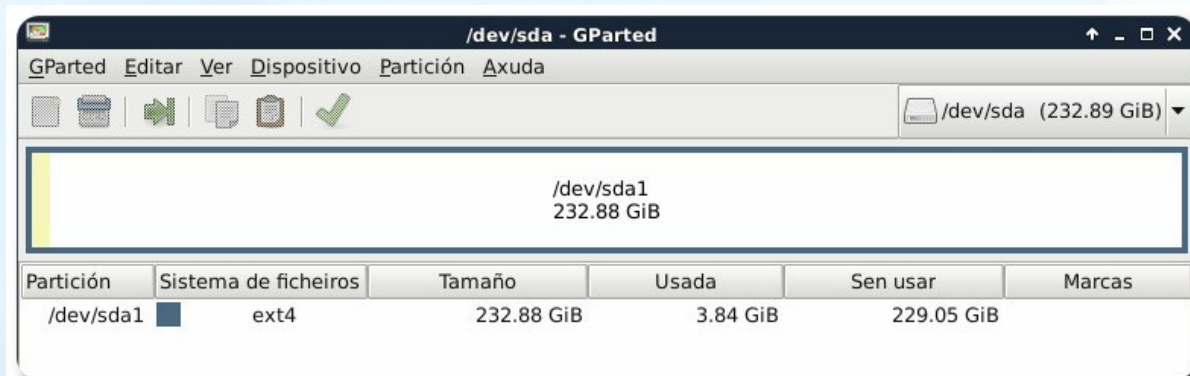 /dev/sda - GParted
GParted Editar Ver Dispositivo Partición Axuda
/dev/sda (232.89 GiB)
/dev/sda1
232.88 GiB
Partición Sistema de ficheiros Tamaño Usada Sen usar Marcas
/dev/sda1 ext4 232.88 GiB 3.84 GiB 229.05 GiB